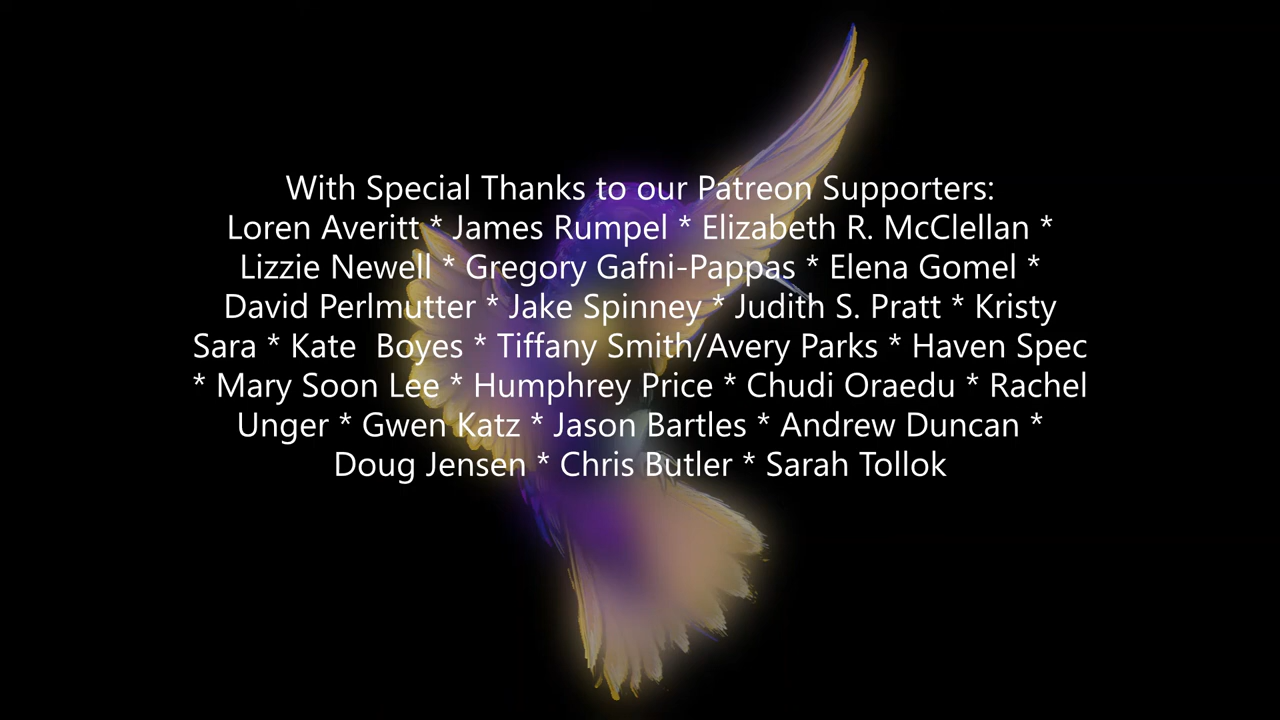 With Special Thanks to our Patreon Supporters:
Loren Averitt * James Rumpel * Elizabeth R. McClellan *
Lizzie Newell * Gregory Gafni-Pappas * Elena Gomel *
David Perlmutter * Jake Spinney * Judith S. Pratt * Kristy
Sara * Kate  Boyes * Tiffany Smith/Avery Parks * Haven Spec
* Mary Soon Lee * Humphrey Price * Chudi Oraedu * Rachel
Unger * Gwen Katz * Jason Bartles * Andrew Duncan *
Doug Jensen * Chris Butler * Sarah Tollok